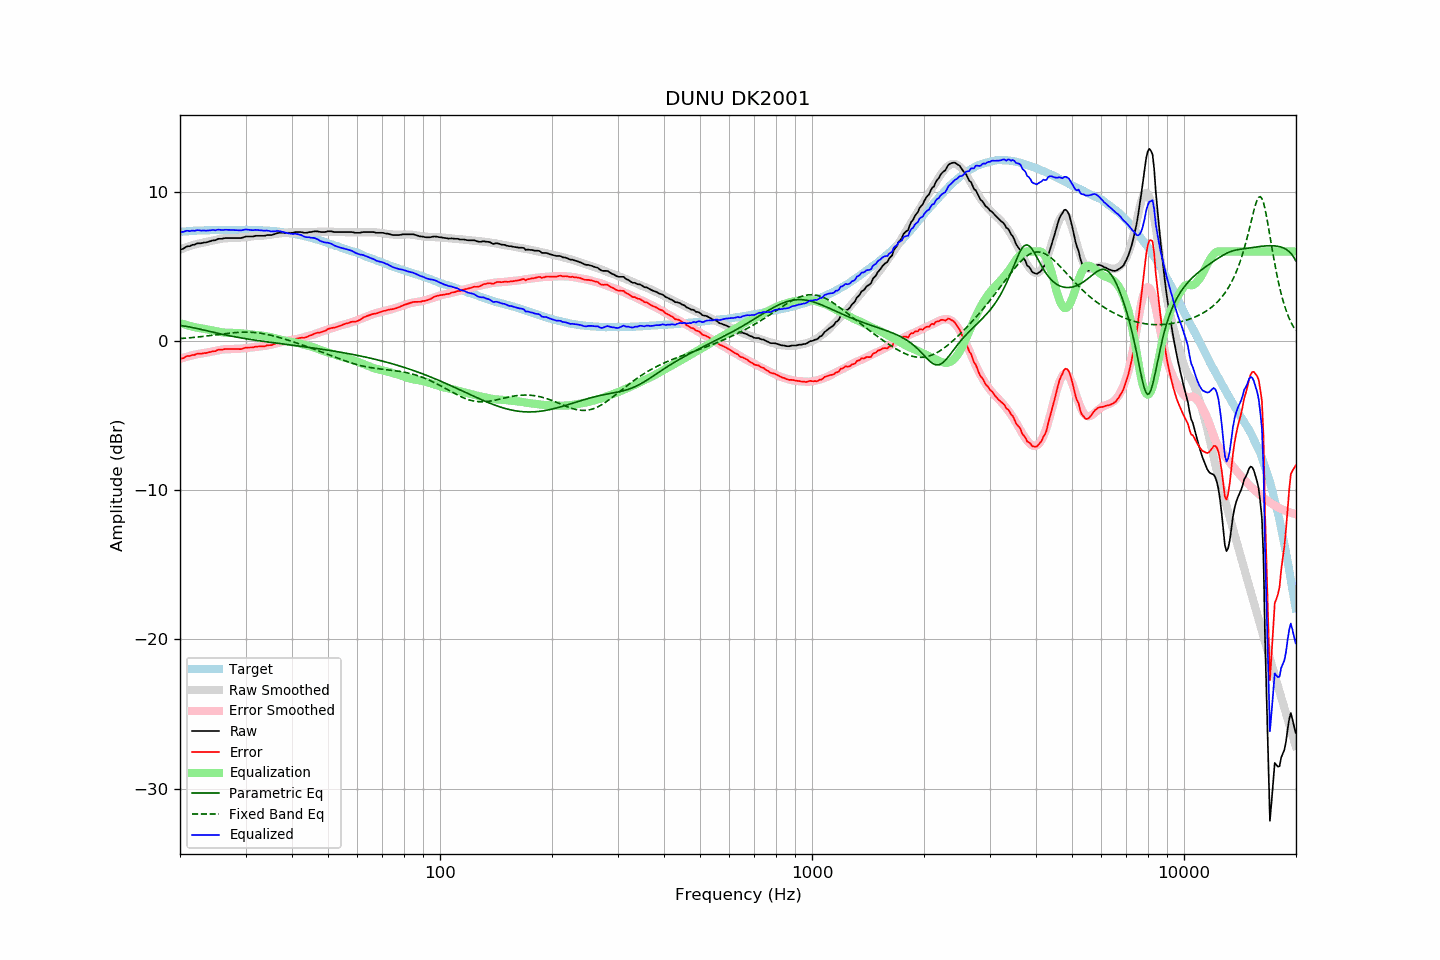 DUNU DK2001
Amplitude (dBr)
10
0
−10
−20
−30
Target
Raw Smoothed
Error Smoothed
Raw
Error
Equalization
Parametric Eq
Fixed Band Eq
Equalized
100
1000
10000
Frequency (Hz)